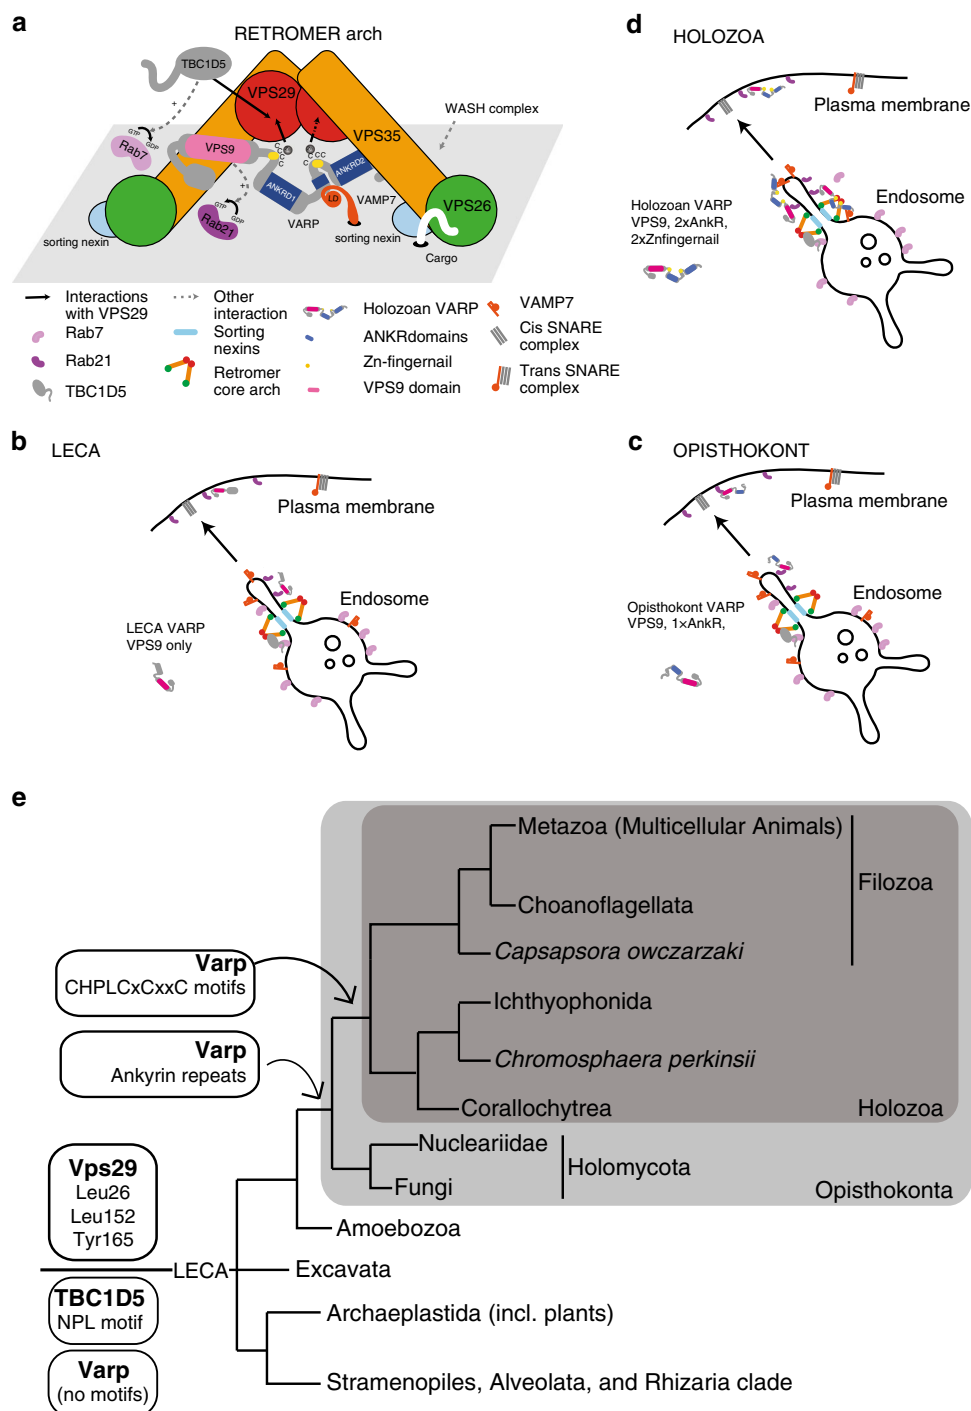 a
RETROMER arch
TBC1D5
VPS29
WASH complex
VPS35
GTP
GDP
Rab7
VPS9
C
C
C
C
C
C
C
C
ANKRD1
ANKRD2
LD
VAMP7
VARP
GTP
GDP
Rab21
VPS26
sorting nexin
sorting nexin
Cargo
Interactions
with VPS29
Rab7
Rab21
TBC1D5
Other
interaction
Sorting
nexins
Retromer
core arch
Holozoan VARP
ANKRdomains
Zn-fingernail
VPS9 domain
VAMP7
Cis SNARE
complex
Trans SNARE
complex
d
HOLOZOA
Plasma membrane
Endosome
Holozoan VARP
VPS9, 2xAnkR,
2xZnfingernail
b
LECA
Plasma membrane
Endosome
LECA VARP
VPS9 only
c
OPISTHOKONT
Plasma membrane
Endosome
Opisthokont VARP
VPS9, 1×AnkR,
e
Metazoa (Multicellular Animals)
Filozoa
Choanoflagellata
Capsapsora owczarzaki
Varp
CHPLCxCxxC motifs
Ichthyophonida
Varp
Ankyrin repeats
Chromosphaera perkinsii
Corallochytrea
Holozoa
Nucleariidae
Holomycota
Fungi
Opisthokonta
Vps29
Leu26
Leu152
Tyr165
Amoebozoa
LECA
Excavata
TBC1D5
NPL motif
Archaeplastida (incl. plants)
Varp
(no motifs)
Stramenopiles, Alveolata, and Rhizaria clade